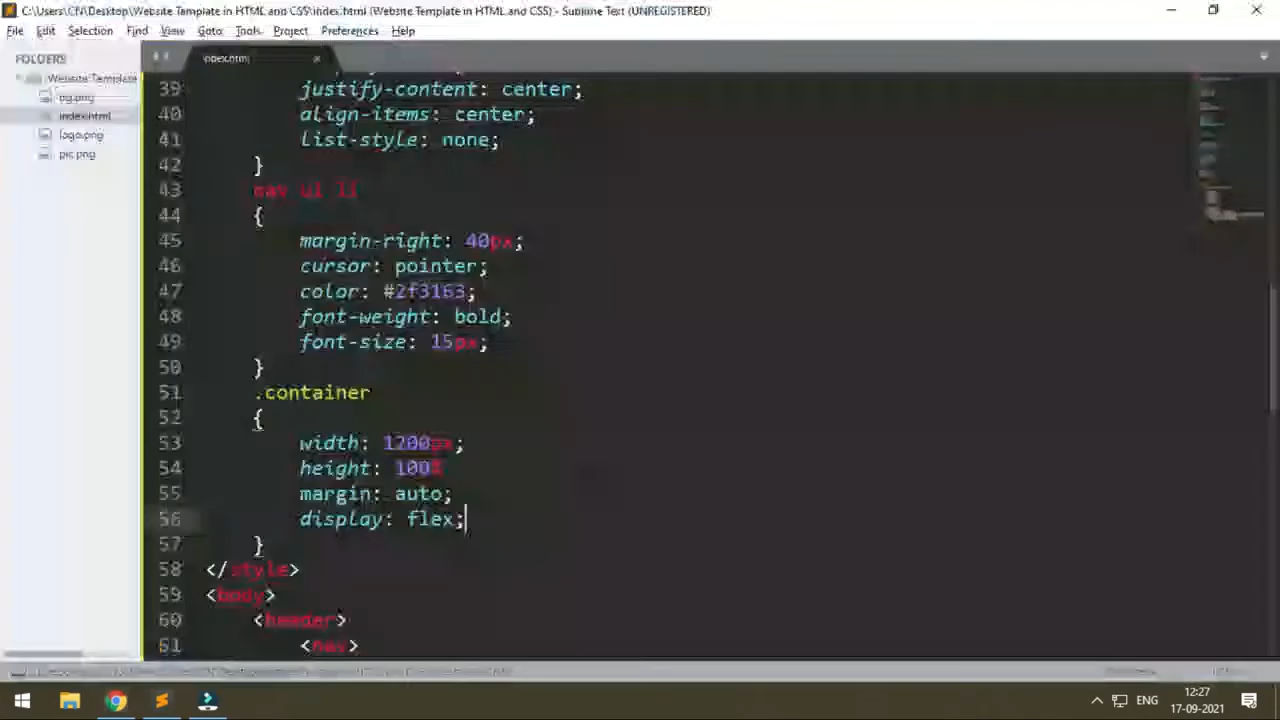 C:\Users\CFI\Desktop\Website Template in HTML and CSS\index.html (Website Template in HTML and CSS) - Sublime Text (UNREGISTERED)
File Edit Selection Find View Goto Tools Project Preferences Help
FOLDERS
Website Template
bg.png
index.html
logo.png
pic.png
index.html ×
39 justify-content: center;
40 align-items: center;
41 list-style: none;
42 }
43 nav ul li
44 {
45 margin-right: 40px;
46 cursor: pointer;
47 color: #2f3163;
48 font-weight: bold;
49 font-size: 15px;
50 }
51 .container
52 {
53 width: 1200px;
54 height: 100%
55 margin: auto;
56 display: flex;
57 }
58 </style>
59 <body>
60 <header>
61 <nav>
ENG
12:27
17-09-2021